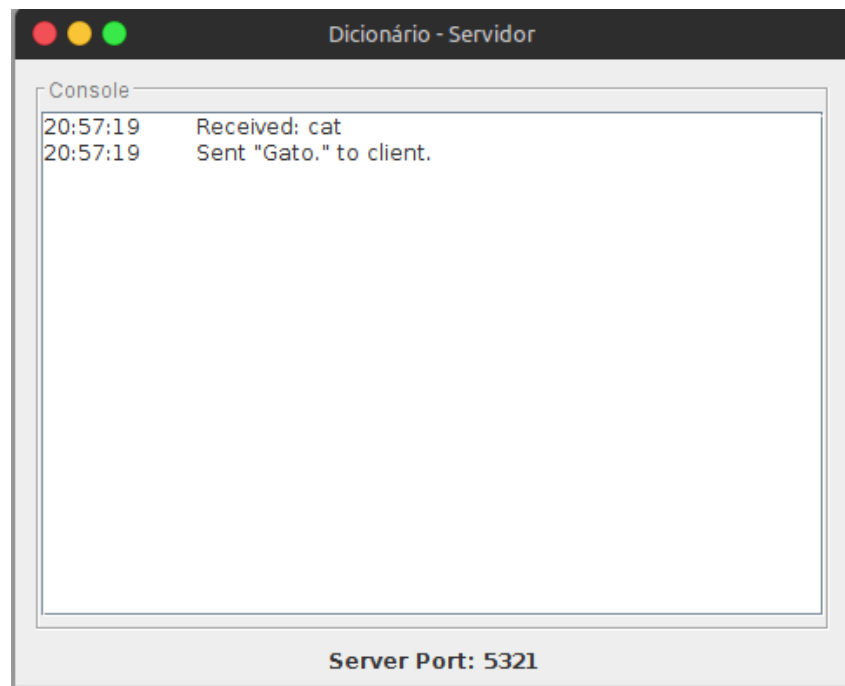 Dicionário - Servidor
Console
20:57:19 Received: cat
20:57:19 Sent "Gato." to client.
Server Port: 5321